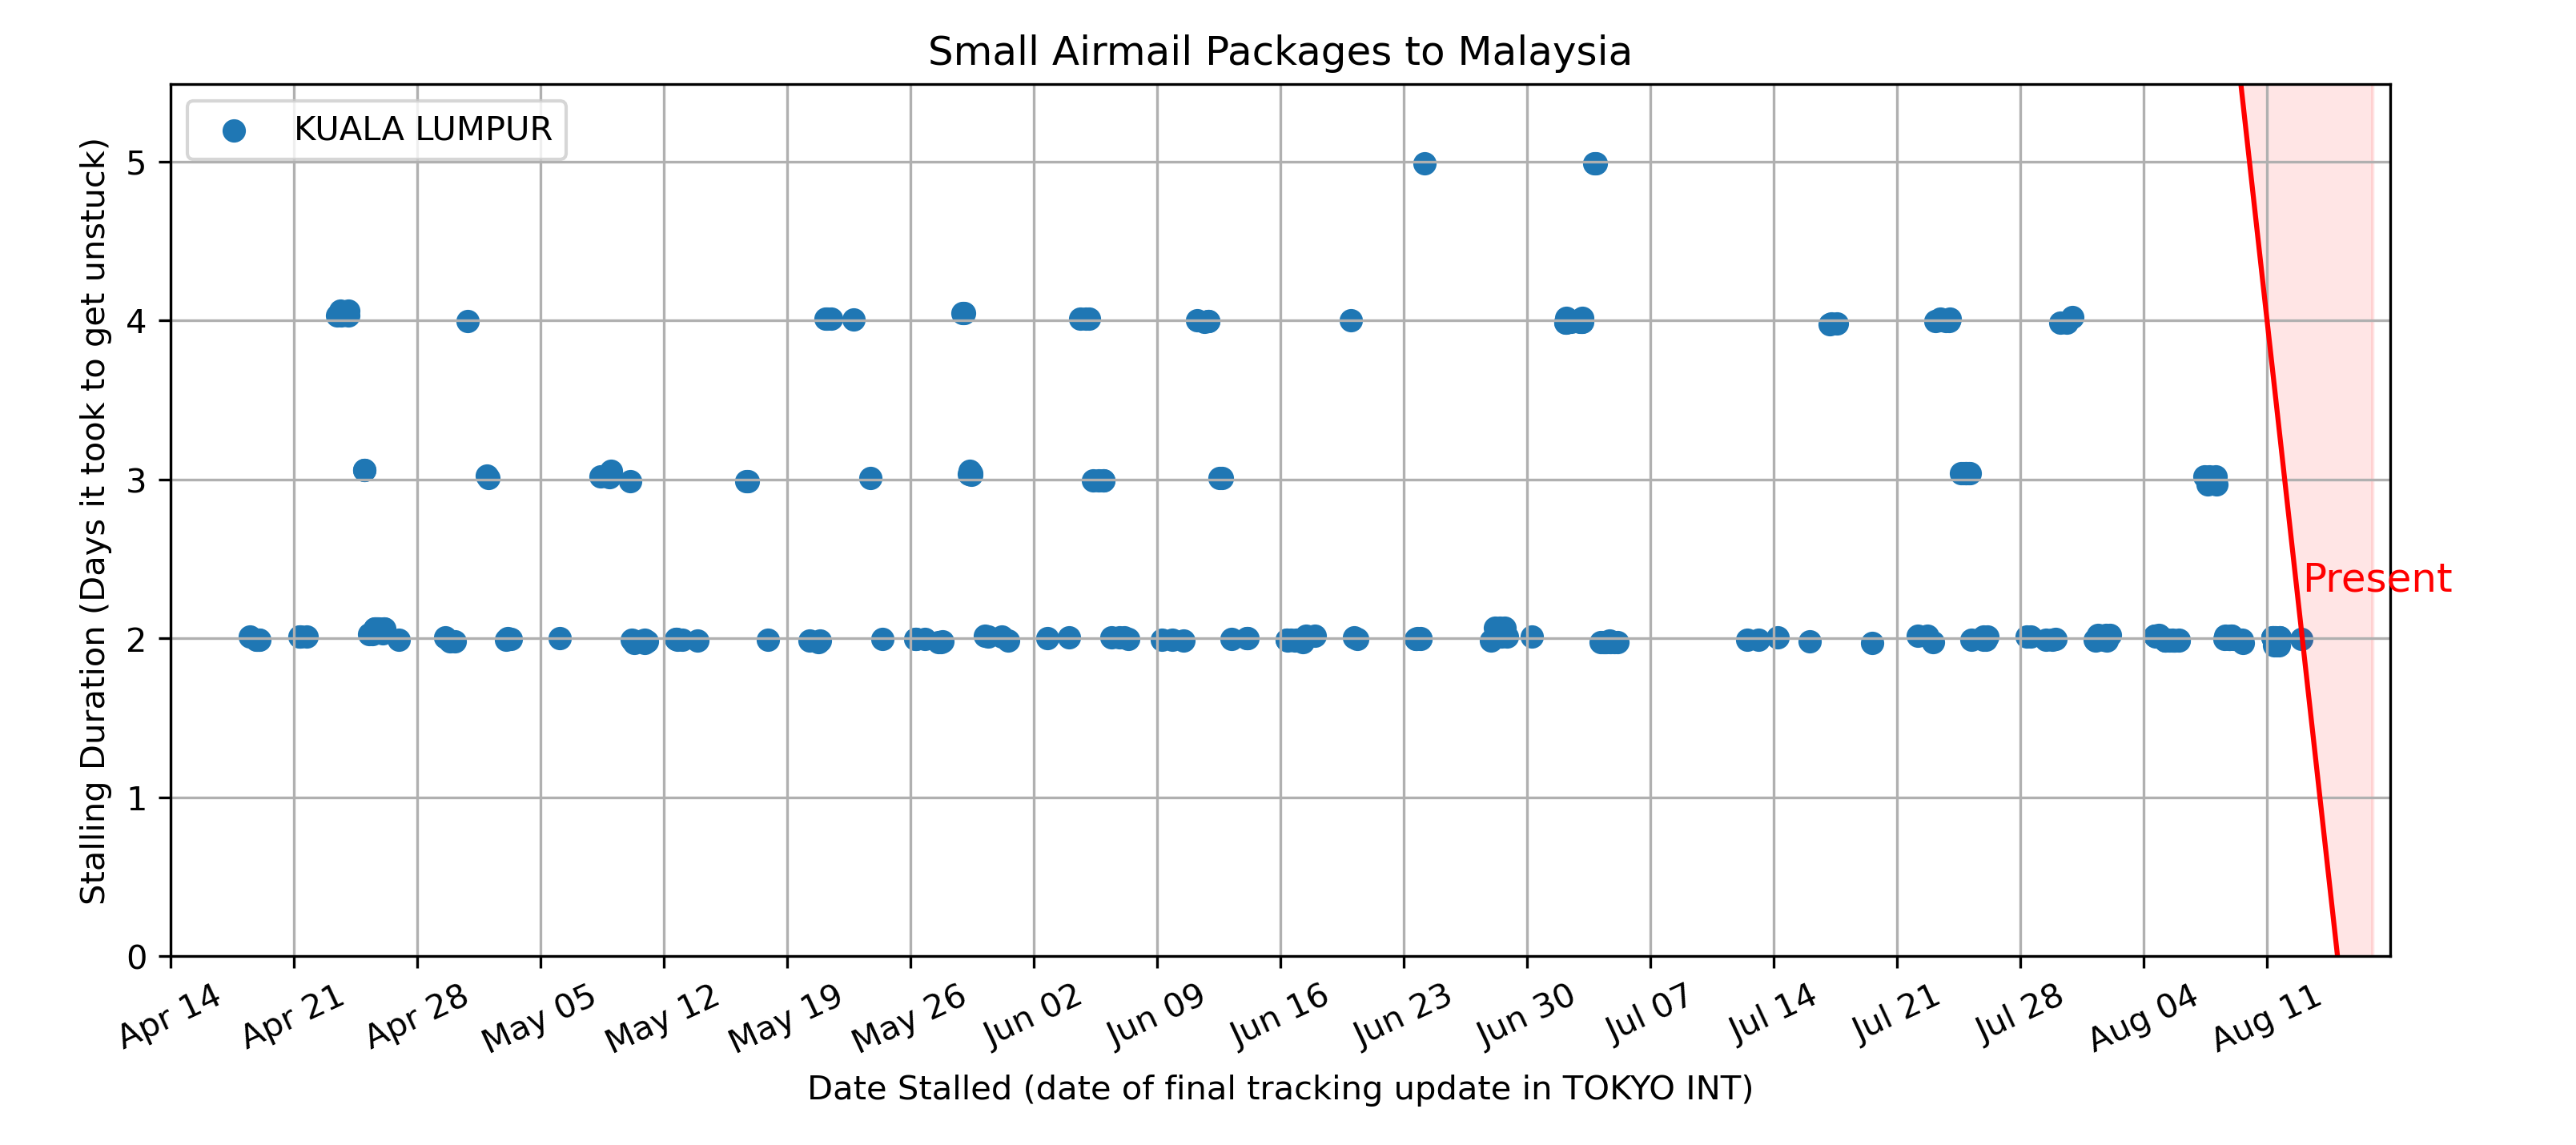 Small Airmail Packages to Malaysia
KUALA LUMPUR
Stalling Duration (Days it took to get unstuck)
5
4
3
2
1
0
Present
Apr 14
Apr 21
Apr 28
May 05
May 12
May 19
May 26
Jun 02
Jun 09
Jun 16
Jun 23
Jun 30
Jul 07
Jul 14
Jul 21
Jul 28
Aug 04
Aug 11
Date Stalled (date of final tracking update in TOKYO INT)